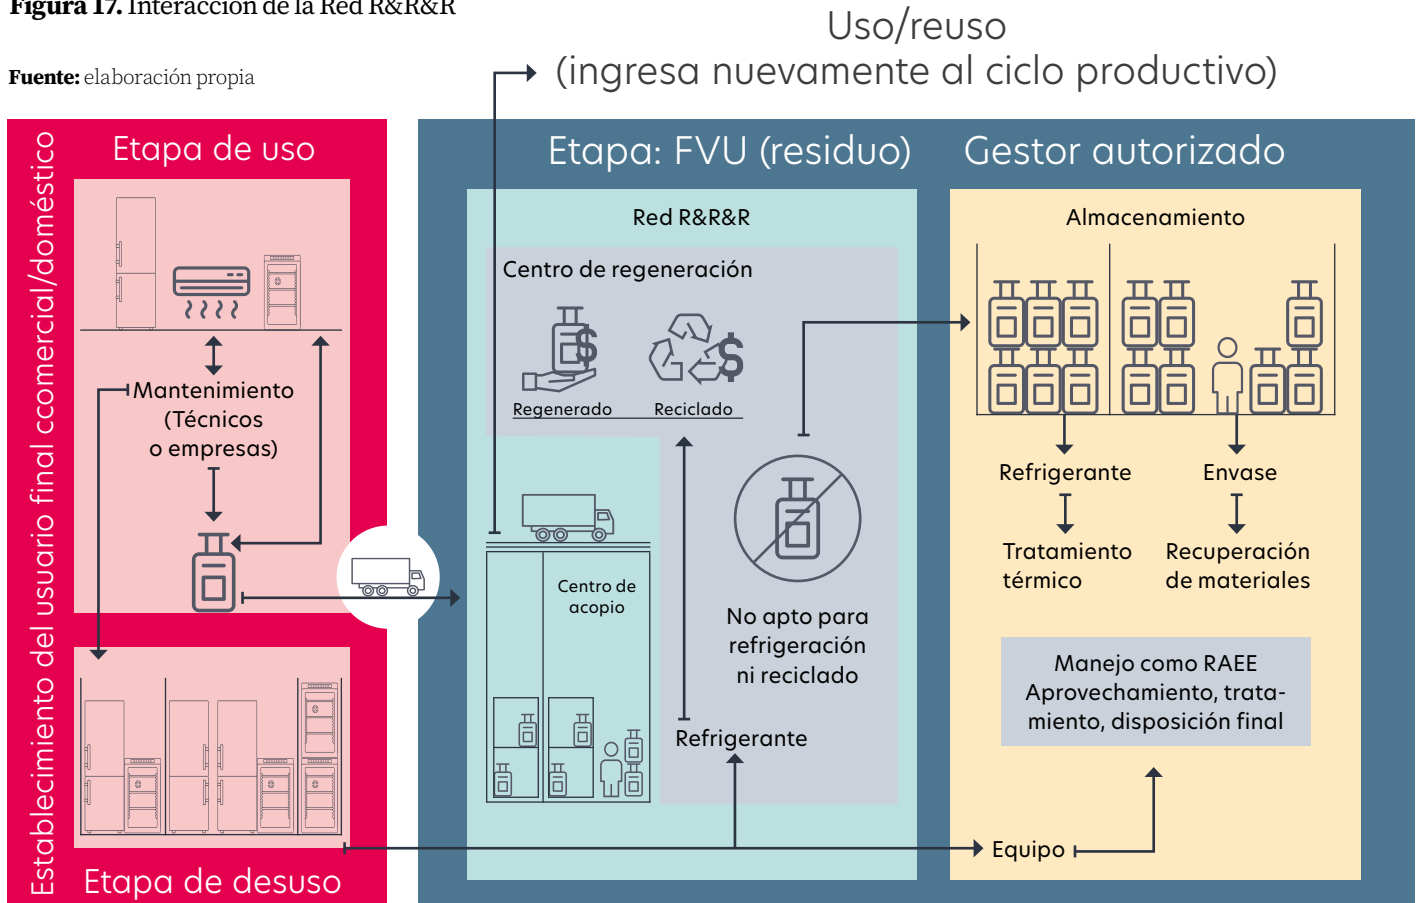 Figura 17. Interacción de la Red R&R&R
Fuente: elaboración propia
Uso/reuso
(ingresa nuevamente al ciclo productivo)
Establecimiento del usuario final ccomercial/doméstico
Etapa de uso
Mantenimiento
(Técnicos
o empresas)
Etapa de desuso
Etapa: FVU (residuo)
Red R&R&R
Centro de regeneración
Regenerado
Reciclado
Centro de
acopio
No apto para
refrigeración
ni reciclado
Refrigerante
Gestor autorizado
Almacenamiento
Refrigerante
Envase
Tratamiento
térmico
Recuperación
de materiales
Manejo como RAEE
Aprovechamiento, trata-
miento, disposición final
Equipo